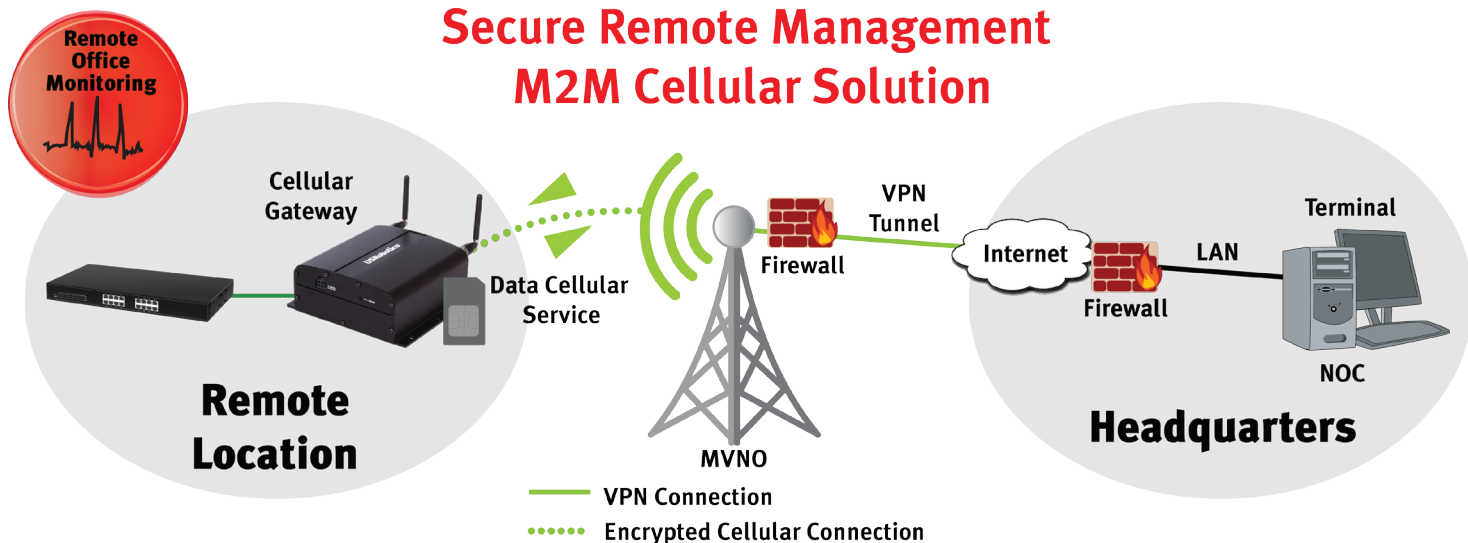 Secure Remote Management
M2M Cellular Solution
Remote
Office
Monitoring
Cellular
Gateway
USRobotics
Data Cellular
Service
Remote
Location
MVNO
Firewall
VPN
Tunnel
Internet
Firewall
LAN
Terminal
NOC
Headquarters
VPN Connection
Encrypted Cellular Connection